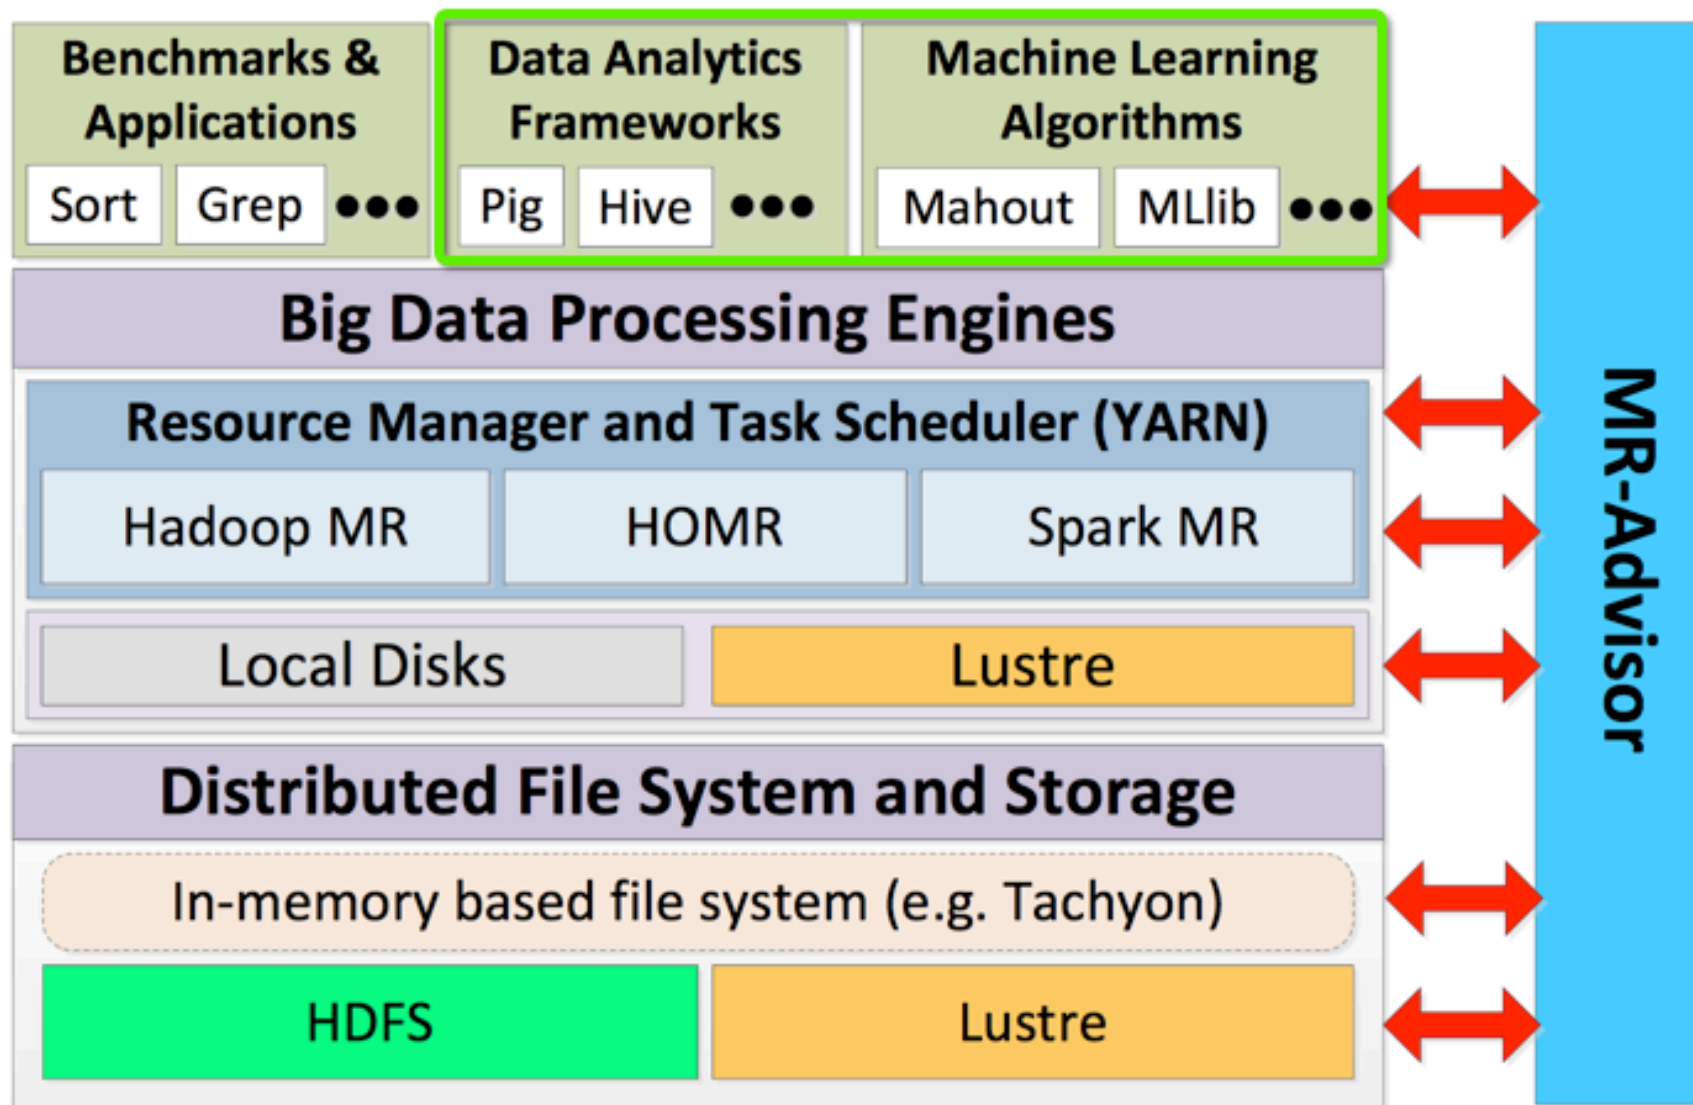 Benchmarks &
Applications
Sort Grep •••
Data Analytics
Frameworks
Pig Hive •••
Machine Learning
Algorithms
Mahout MLlib •••
Big Data Processing Engines
Resource Manager and Task Scheduler (YARN)
Hadoop MR HOMR Spark MR
Local Disks Lustre
Distributed File System and Storage
In-memory based file system (e.g. Tachyon)
HDFS Lustre
MR-Advisor